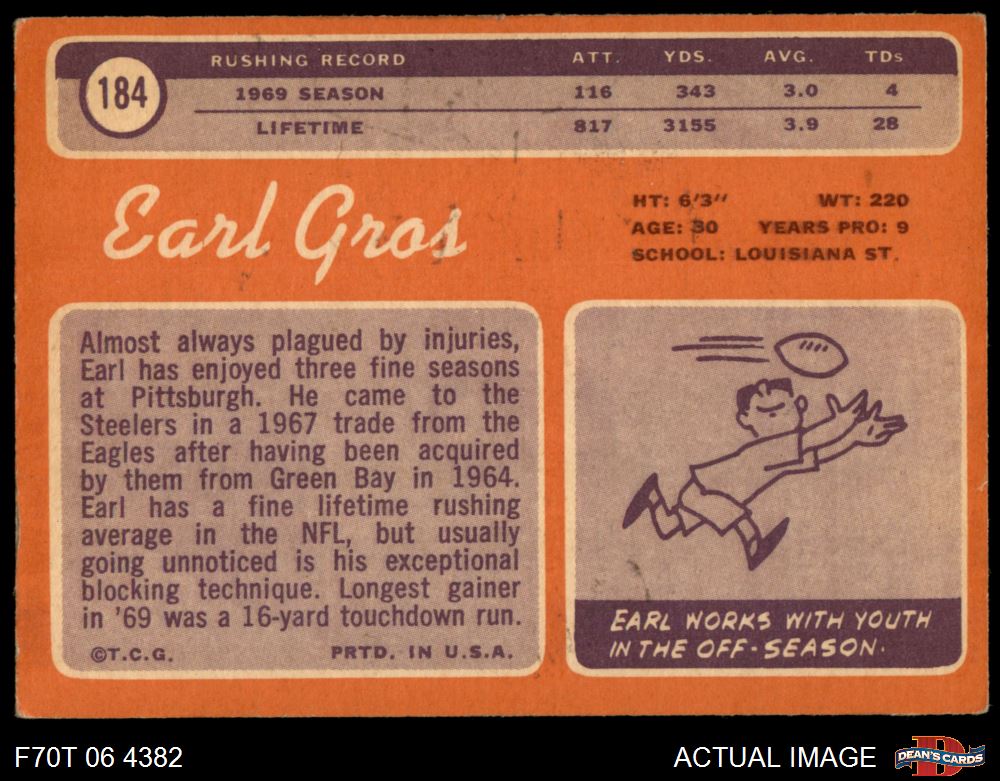 184
RUSHING RECORD ATT. YDS. AVG. TDs
1969 SEASON 116 343 3.0 4
LIFETIME 817 3155 3.9 28
Earl Gros
HT: 6'3" WT: 220
AGE: 30 YEARS PRO: 9
SCHOOL: LOUISIANA ST.
Almost always plagued by injuries,
Earl has enjoyed three fine seasons
at Pittsburgh. He came to the
Steelers in a 1967 trade from the
Eagles after having been acquired
by them from Green Bay in 1964.
Earl has a fine lifetime rushing
average in the NFL, but usually
going unnoticed is his exceptional
blocking technique. Longest gainer
in '69 was a 16-yard touchdown run.
©T.C.G. PRTD. IN U.S.A.
EARL WORKS WITH YOUTH
IN THE OFF-SEASON.
F70T 06 4382
ACTUAL IMAGE
D
DEAN'S CARDS